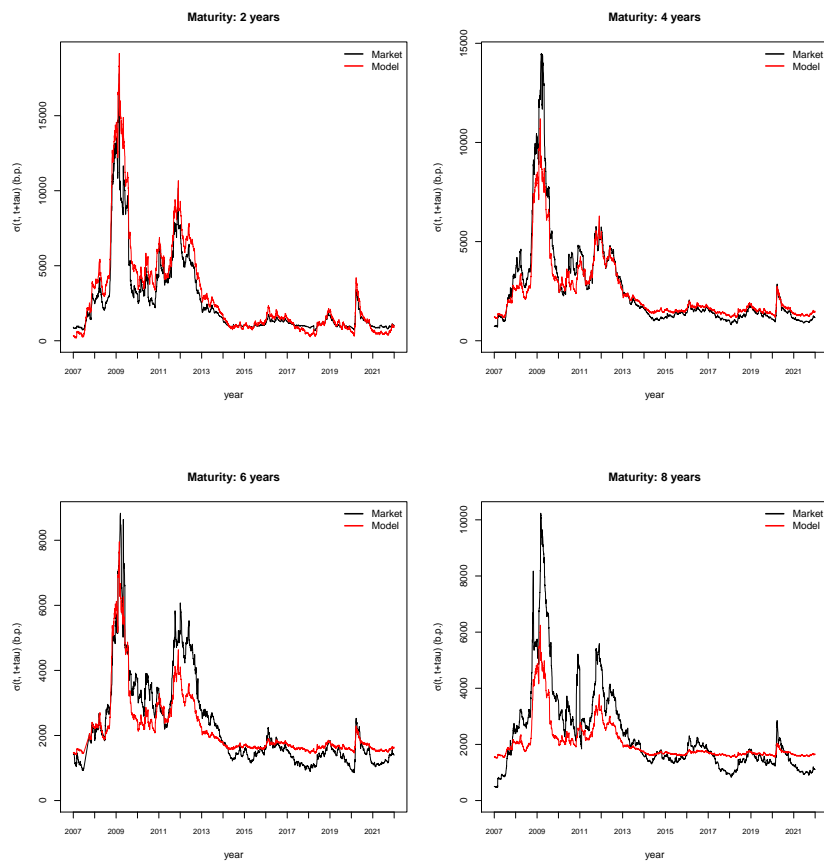 Maturity: 2 years
Market
Model
σ(t, t+tau) (b.p.)
0
5000
10000
15000
2007 2009 2011 2013 2015 2017 2019 2021
year
Maturity: 4 years
Market
Model
σ(t, t+tau) (b.p.)
0
5000
10000
15000
2007 2009 2011 2013 2015 2017 2019 2021
year
Maturity: 6 years
Market
Model
σ(t, t+tau) (b.p.)
0
2000
4000
6000
8000
2007 2009 2011 2013 2015 2017 2019 2021
year
Maturity: 8 years
Market
Model
σ(t, t+tau) (b.p.)
0
2000
4000
6000
8000
10000
2007 2009 2011 2013 2015 2017 2019 2021
year